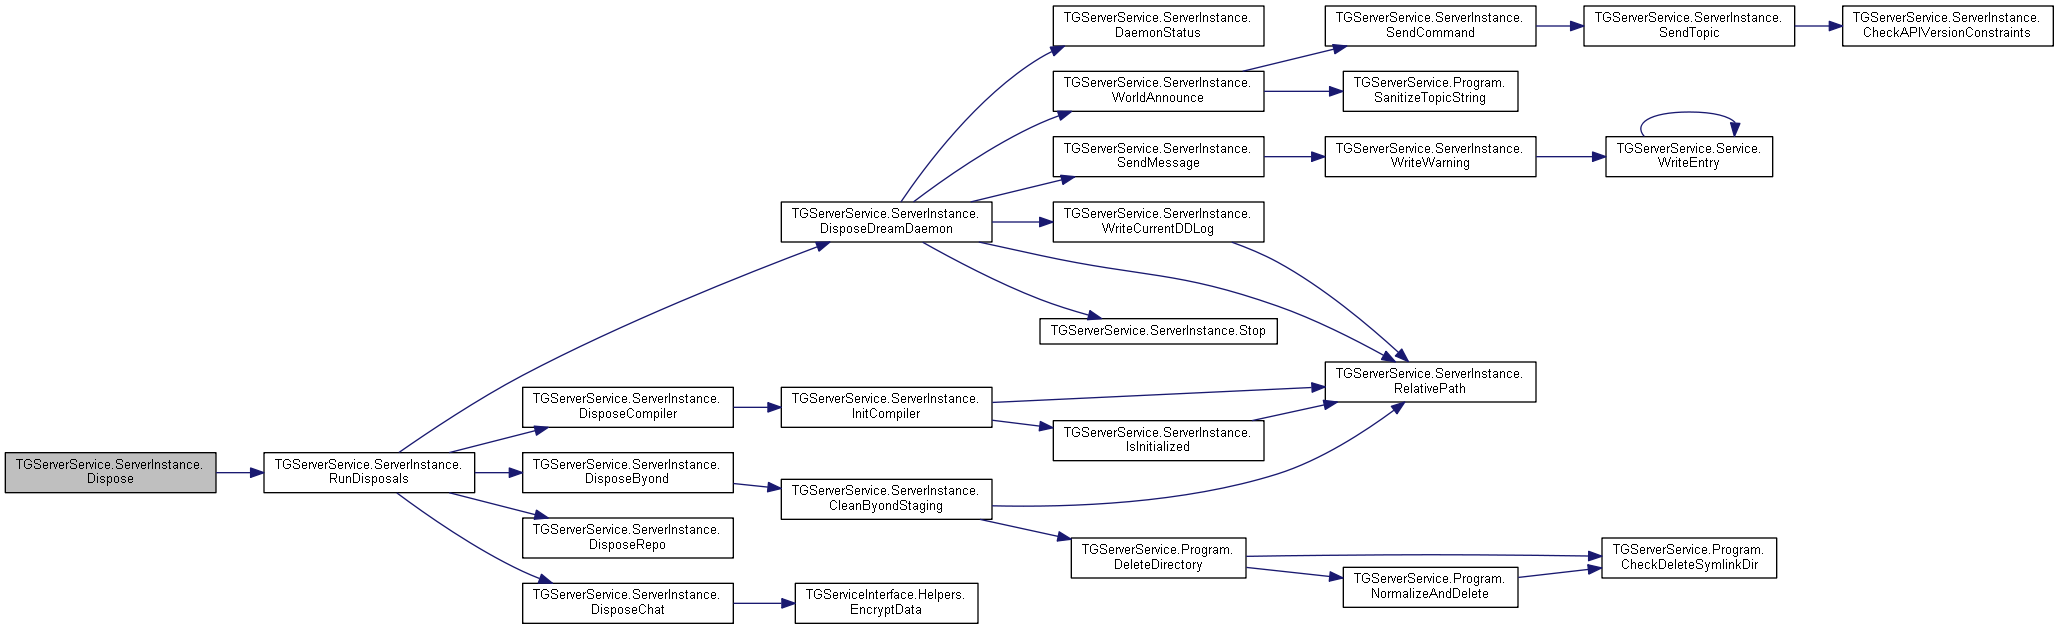 TGServerService.ServerInstance.
Dispose
TGServerService.ServerInstance.
RunDisposals
TGServerService.ServerInstance.
DisposeDreamDaemon
TGServerService.ServerInstance.
DisposeCompiler
TGServerService.ServerInstance.
DisposeByond
TGServerService.ServerInstance.
DisposeRepo
TGServerService.ServerInstance.
DisposeChat
TGServerService.ServerInstance.
InitCompiler
TGServerService.ServerInstance.
CleanByondStaging
TGServiceInterface.Helpers.
EncryptData
TGServerService.ServerInstance.
DaemonStatus
TGServerService.ServerInstance.
WorldAnnounce
TGServerService.ServerInstance.
SendMessage
TGServerService.ServerInstance.
WriteCurrentDDLog
TGServerService.ServerInstance.Stop
TGServerService.ServerInstance.
IsInitialized
TGServerService.Program.
DeleteDirectory
TGServerService.ServerInstance.
SendCommand
TGServerService.Program.
SanitizeTopicString
TGServerService.ServerInstance.
WriteWarning
TGServerService.ServerInstance.
RelativePath
TGServerService.Program.
NormalizeAndDelete
TGServerService.ServerInstance.
SendTopic
TGServerService.Service.
WriteEntry
TGServerService.Program.
CheckDeleteSymlinkDir
TGServerService.ServerInstance.
CheckAPIVersionConstraints